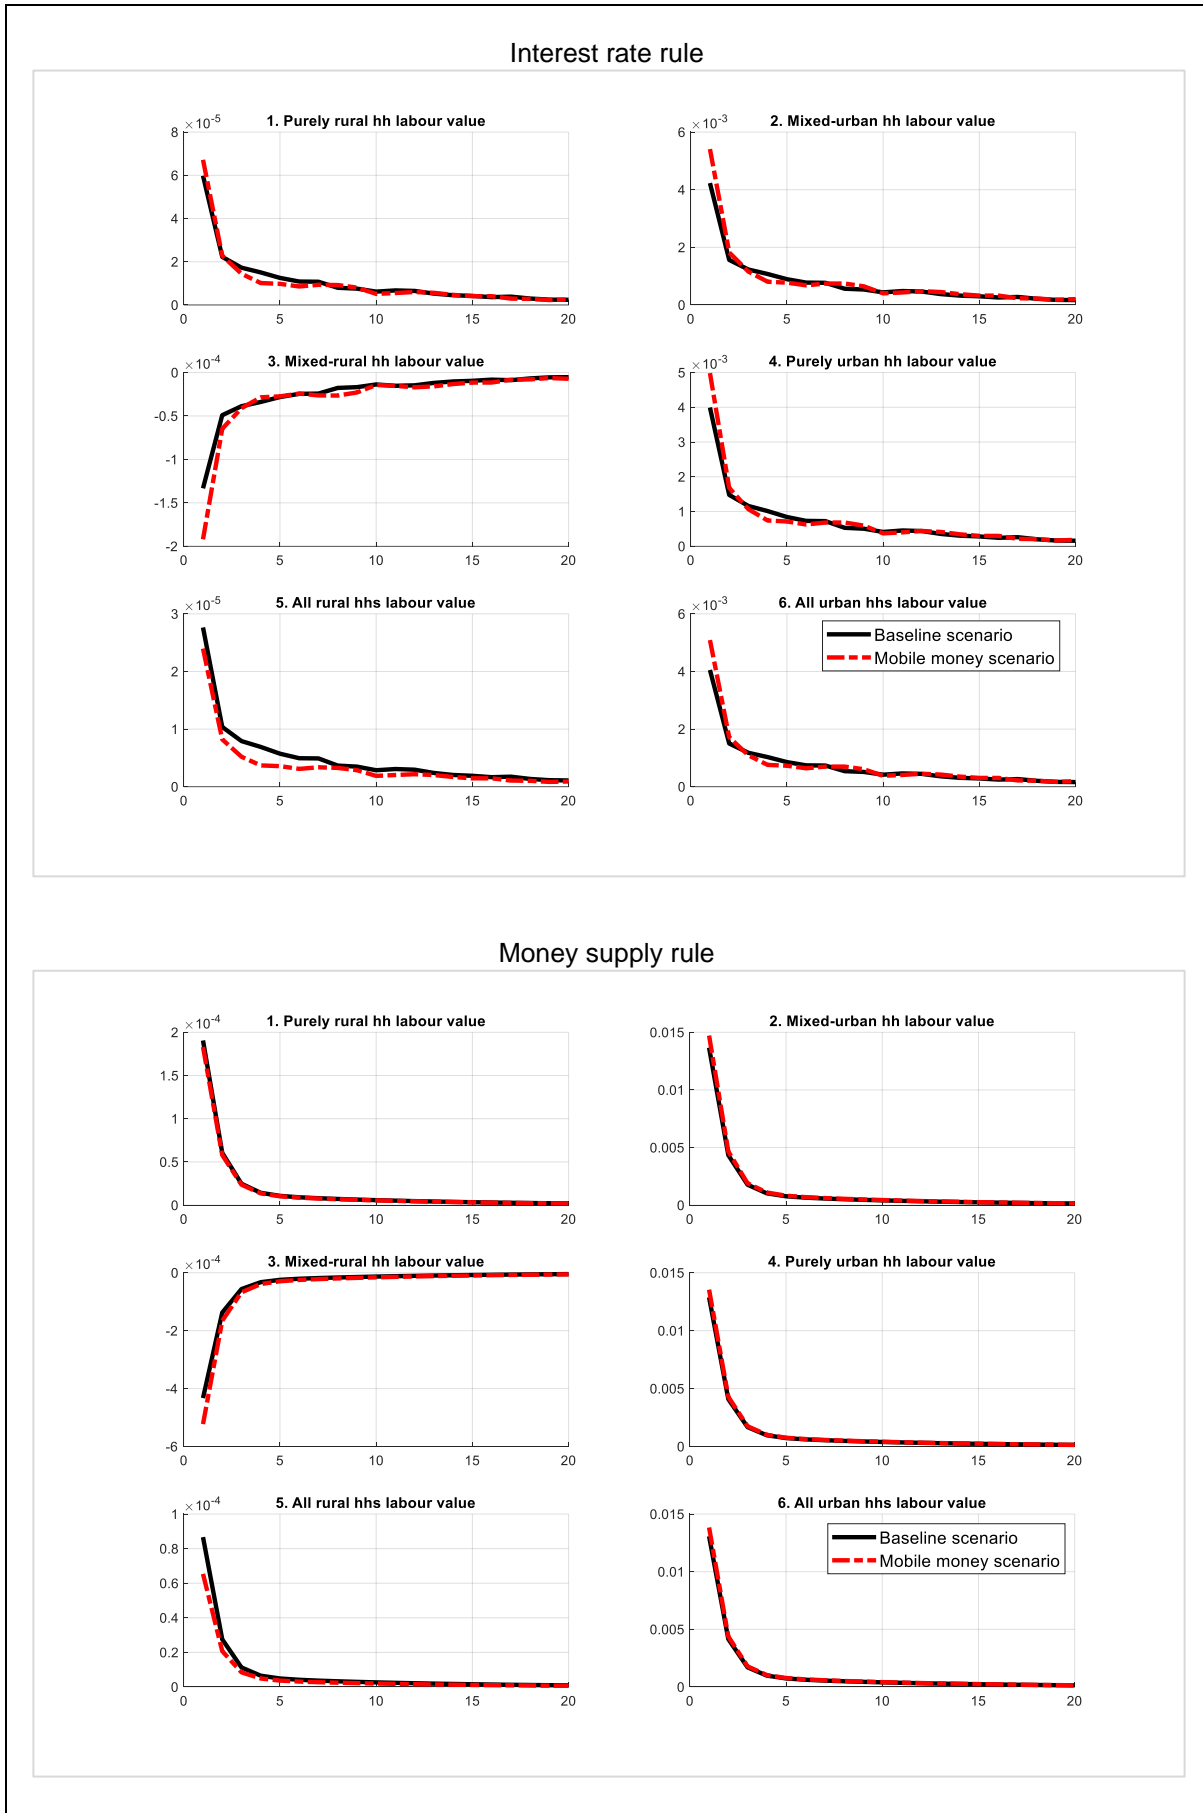 Interest rate rule
1. Purely rural hh labour value
×10⁻⁵
8
6
4
2
0
0 5 10 15 20
2. Mixed-urban hh labour value
×10⁻³
6
4
2
0
0 5 10 15 20
3. Mixed-rural hh labour value
×10⁻⁴
0
-0.5
-1
-1.5
-2
0 5 10 15 20
4. Purely urban hh labour value
×10⁻³
5
4
3
2
1
0
0 5 10 15 20
5. All rural hhs labour value
×10⁻⁵
3
2
1
0
0 5 10 15 20
6. All urban hhs labour value
×10⁻³
6
4
2
0
0 5 10 15 20
Baseline scenario
Mobile money scenario
Money supply rule
1. Purely rural hh labour value
×10⁻⁴
2
1.5
1
0.5
0
0 5 10 15 20
2. Mixed-urban hh labour value
0.015
0.01
0.005
0
0 5 10 15 20
3. Mixed-rural hh labour value
×10⁻⁴
0
-2
-4
-6
0 5 10 15 20
4. Purely urban hh labour value
0.015
0.01
0.005
0
0 5 10 15 20
5. All rural hhs labour value
×10⁻⁴
1
0.8
0.6
0.4
0.2
0
0 5 10 15 20
6. All urban hhs labour value
0.015
0.01
0.005
0
0 5 10 15 20
Baseline scenario
Mobile money scenario